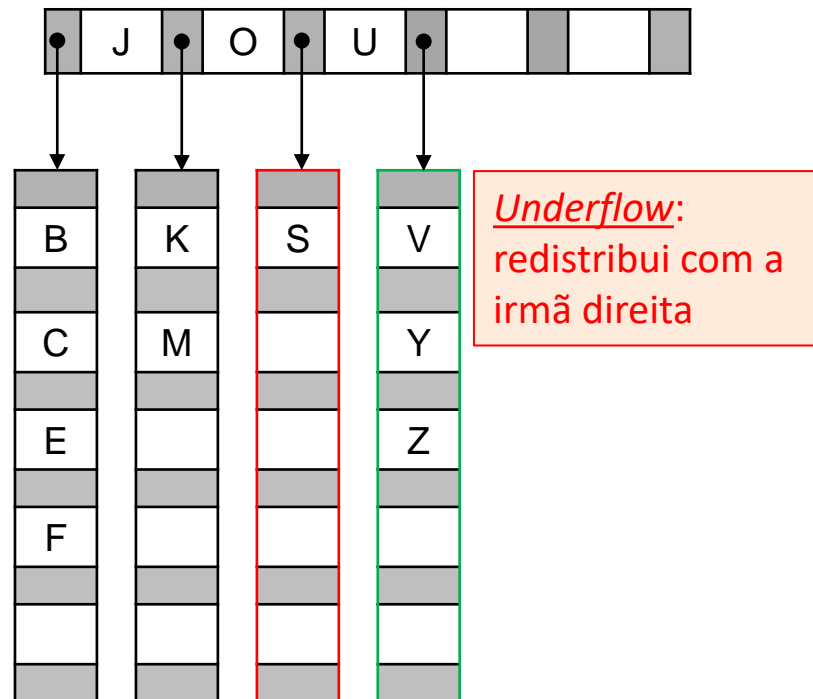 J O U
B K S V
C M Y
E Z
F
Underflow:
redistribui com a
irmã direita